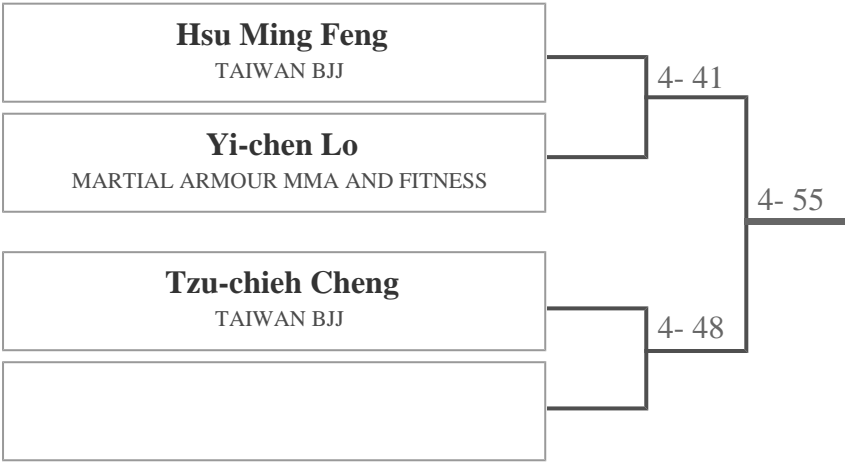 Hsu Ming Feng
TAIWAN BJJ
4- 41
Yi-chen Lo
MARTIAL ARMOUR MMA AND FITNESS
4- 55
Tzu-chieh Cheng
TAIWAN BJJ
4- 48